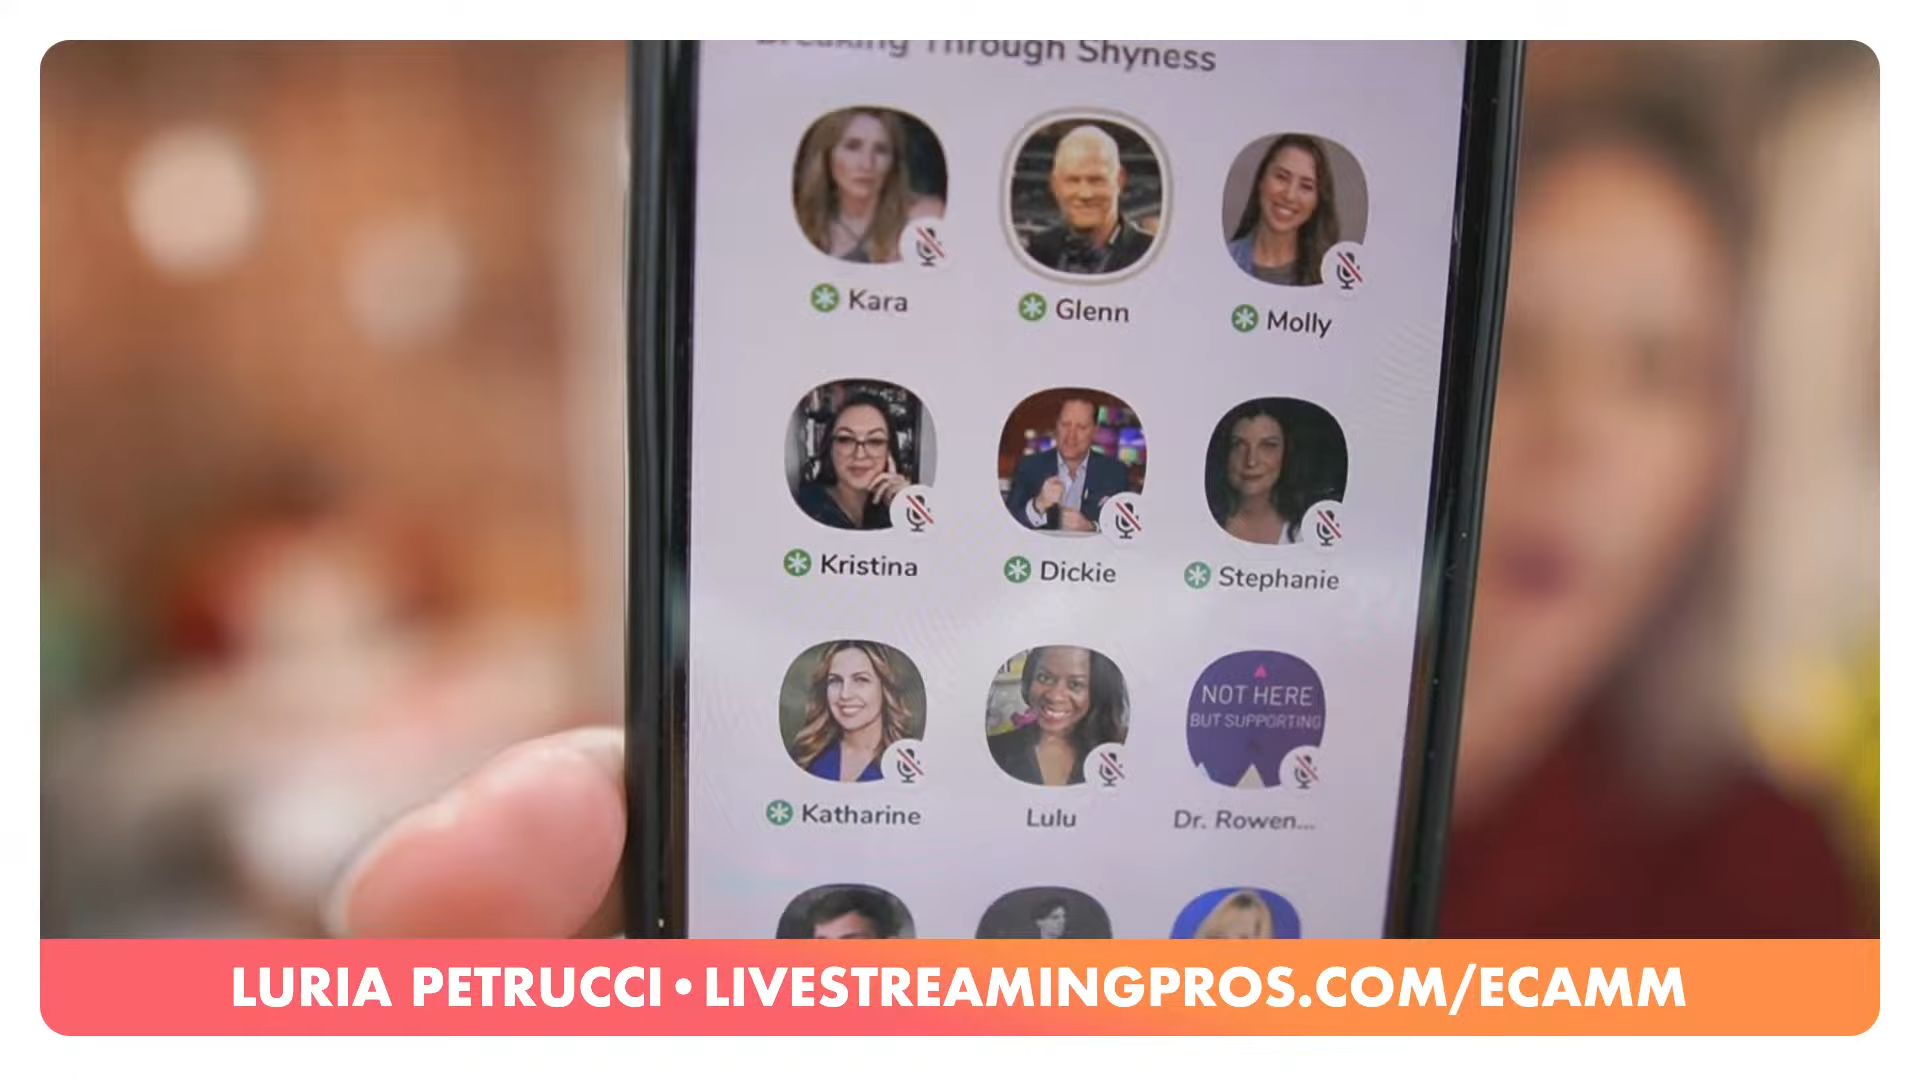 Breaking Through Shyness
Kara
Glenn
Molly
Kristina
Dickie
Stephanie
NOT HERE
BUT SUPPORTING
Katharine
Lulu
Dr. Rowen...
LURIA PETRUCCI • LIVESTREAMINGPROS.COM/ECAMM